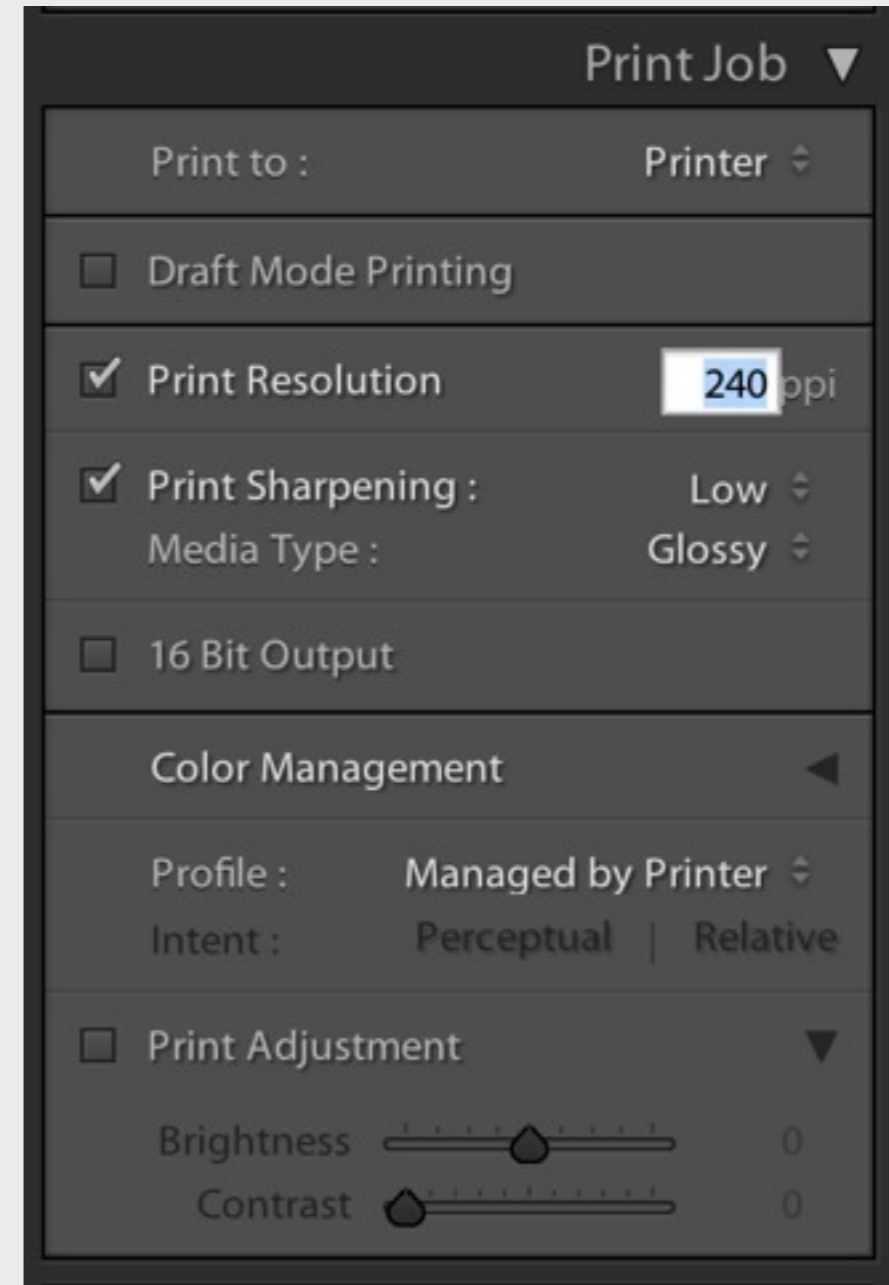 Print Job
Print to : Printer
Draft Mode Printing
Print Resolution 240 ppi
Print Sharpening : Low
Media Type : Glossy
16 Bit Output
Color Management
Profile : Managed by Printer
Intent : Perceptual | Relative
Print Adjustment
Brightness 0
Contrast 0